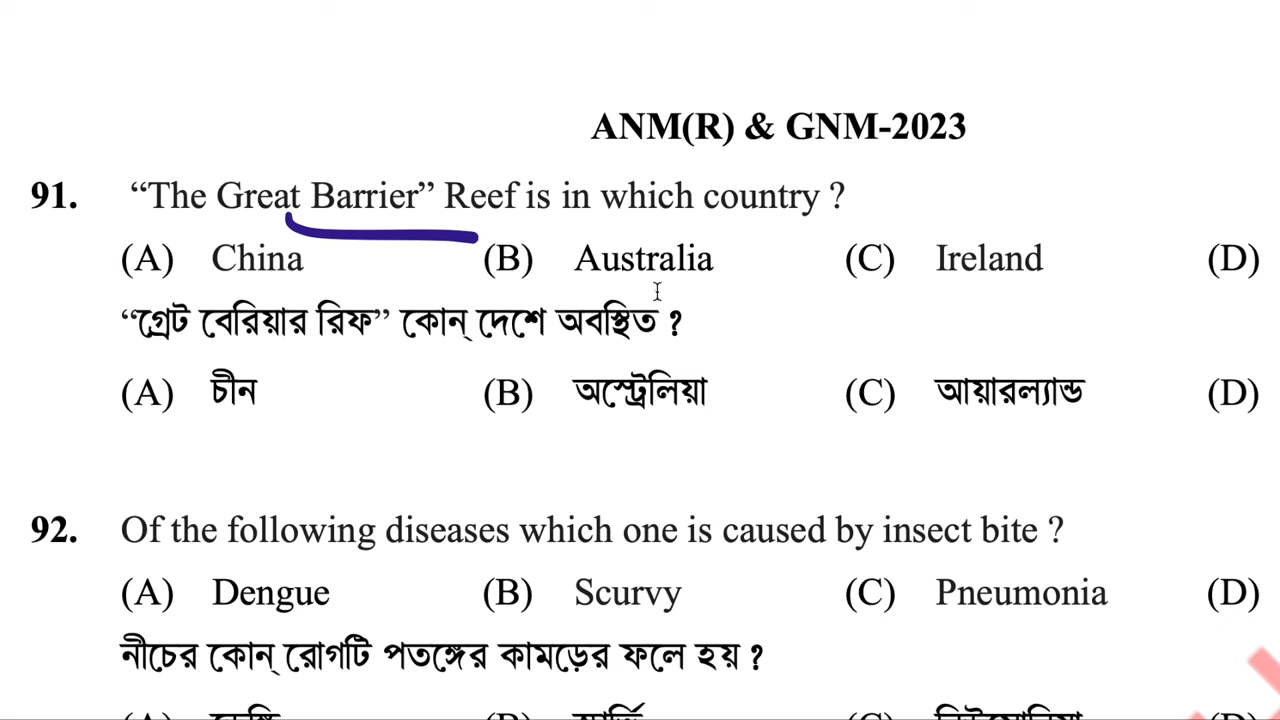 ANM(R) & GNM-2023
91. “The Great Barrier” Reef is in which country ?
(A) China (B) Australia (C) Ireland (D)
“গ্রেট বেরিয়ার রিফ” কোন্ দেশে অবস্থিত ?
(A) চীন (B) অস্ট্রেলিয়া (C) আয়ারল্যান্ড (D)
92. Of the following diseases which one is caused by insect bite ?
(A) Dengue (B) Scurvy (C) Pneumonia (D)
নীচের কোন্ রোগটি পতঙ্গের কামড়ের ফলে হয় ?